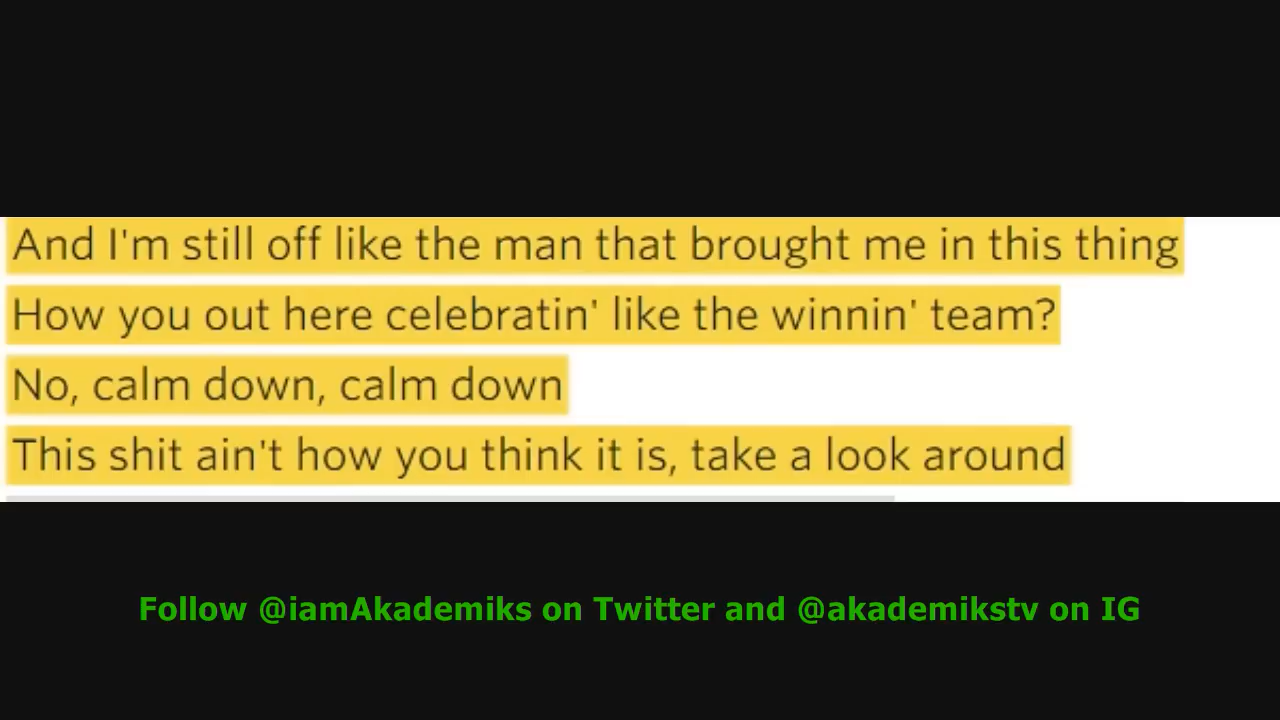 And I'm still off like the man that brought me in this thing
How you out here celebratin' like the winnin' team?
No, calm down, calm down
This shit ain't how you think it is, take a look around
Follow @iamAkademiks on Twitter and @akademikstv on IG